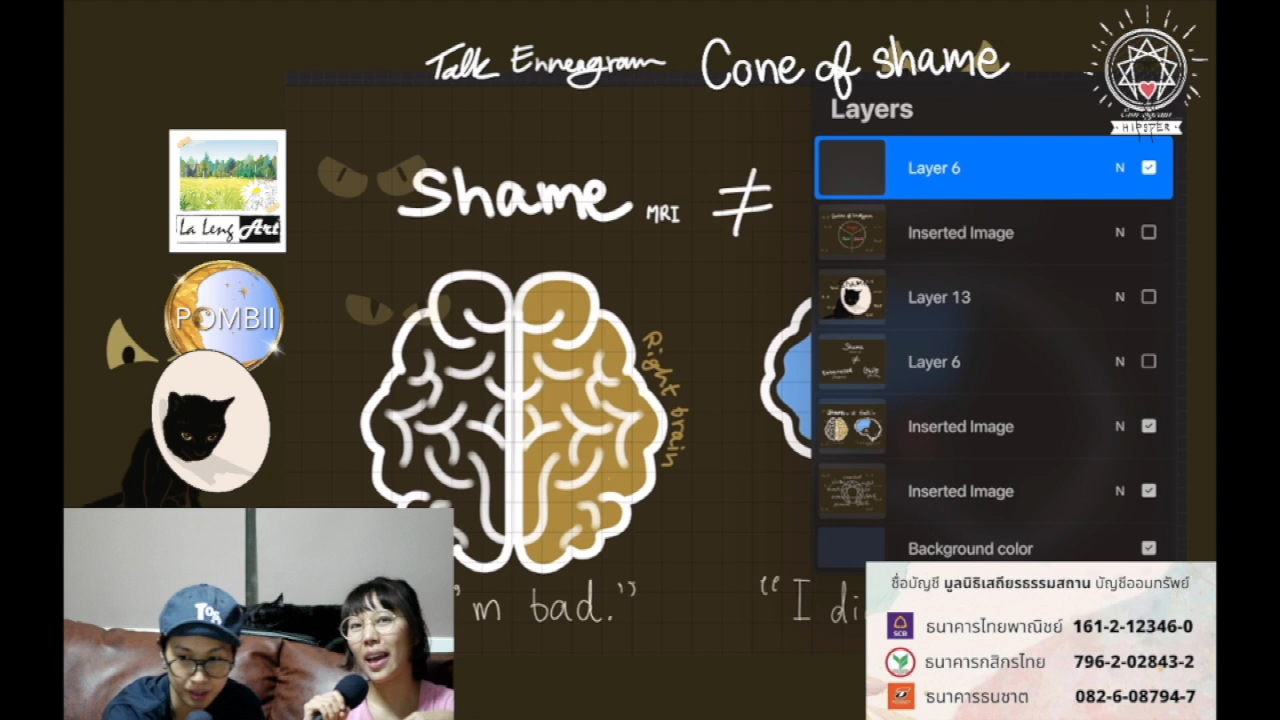 Talk Enneagram Cone of shame
HIPSTER
Layers
Layer 6 N
Inserted Image N
Layer 13 N
Layer 6 N
Inserted Image N
Inserted Image N
Background color
La Leng Art
POMBII
Shame MRI ≠
Right brain
'm bad."
"I di
ชื่อบัญชี มูลนิธิเสถียรธรรมสถาน บัญชีออมทรัพย์
SCB ธนาคารไทยพาณิชย์ 161-2-12346-0
ธนาคารกสิกรไทย 796-2-02843-2
ธนาคารธนชาต 082-6-08794-7